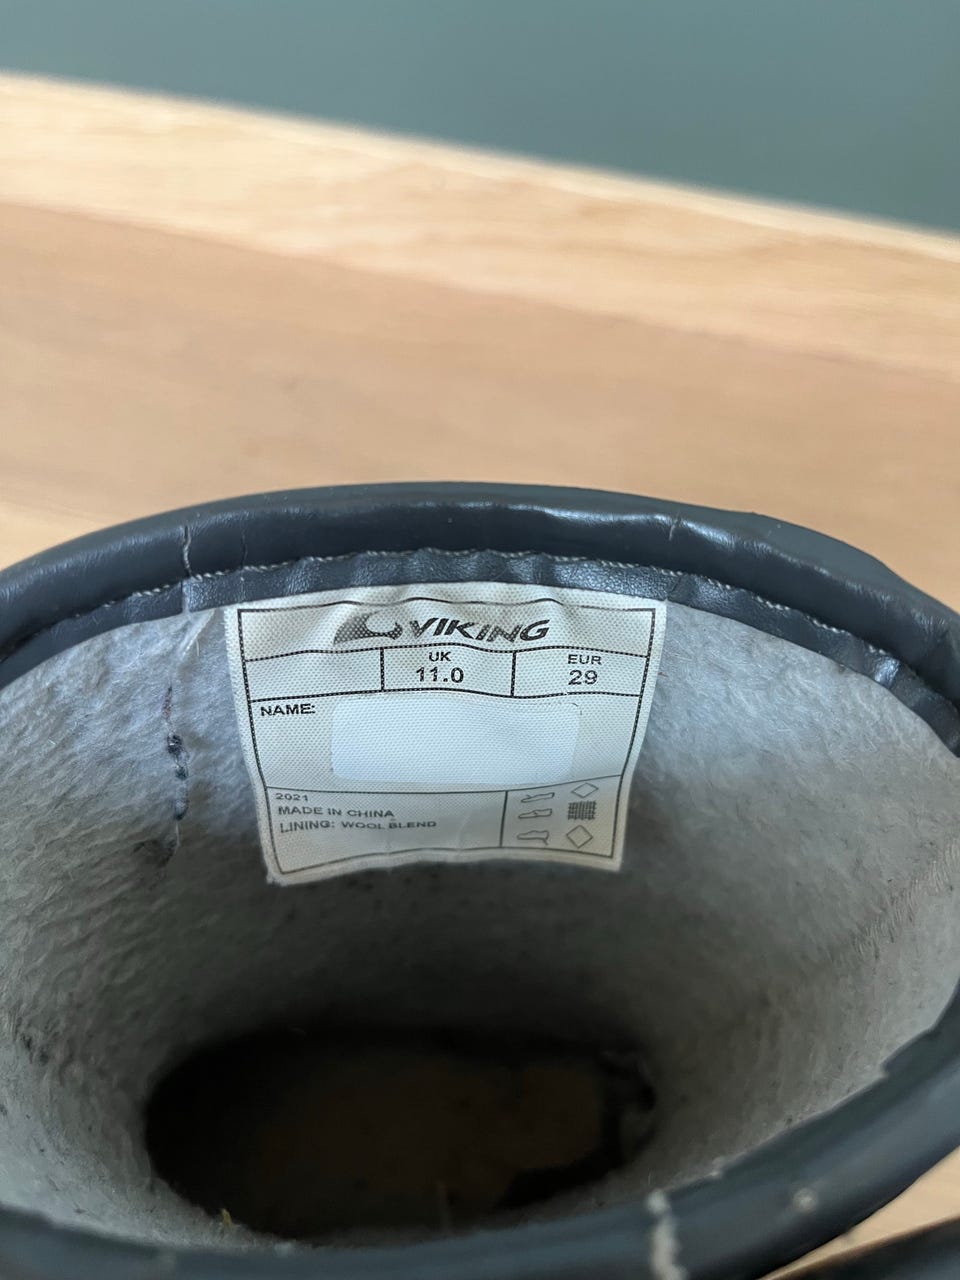 VIKING
UK EUR
11.0 29
NAME:
2021
MADE IN CHINA
LINING: WOOL BLEND